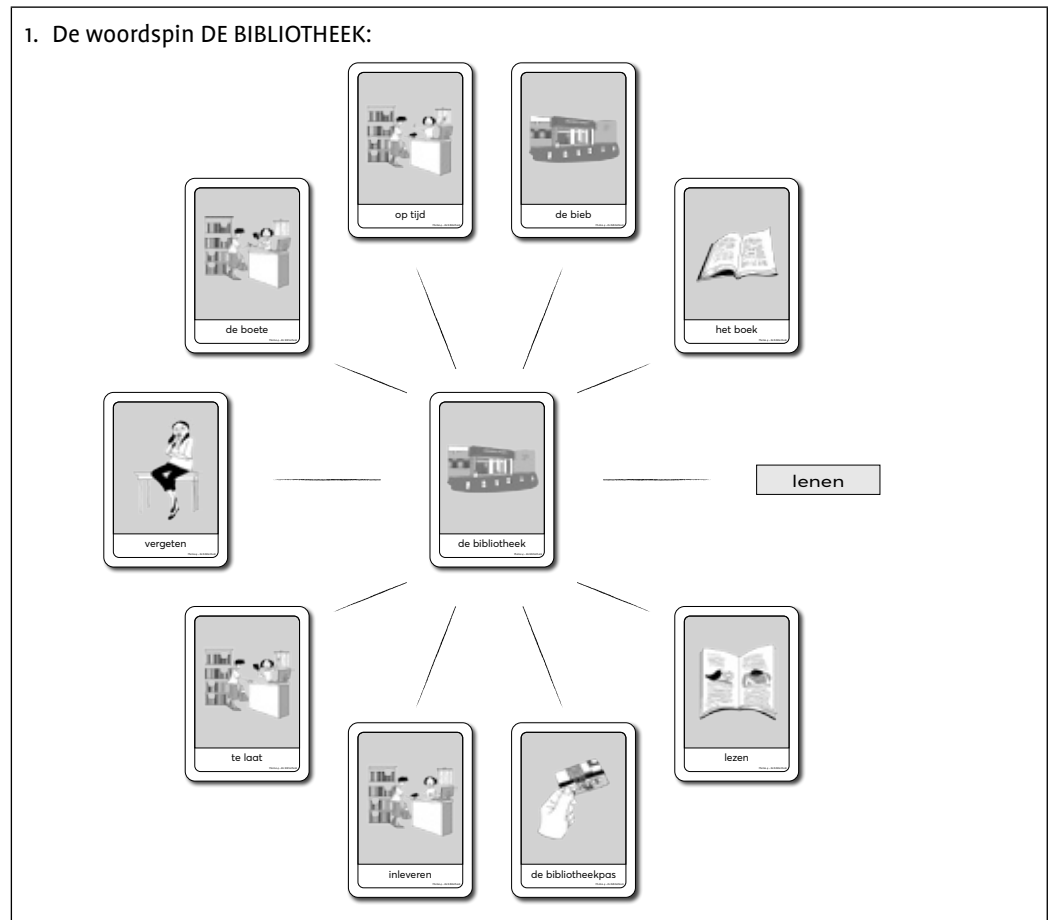 1. De woordspin DE BIBLIOTHEEK:
op tijd
de bieb
de boete
het boek
vergeten
de bibliotheek
lenen
te laat
lezen
inleveren
de bibliotheekpas